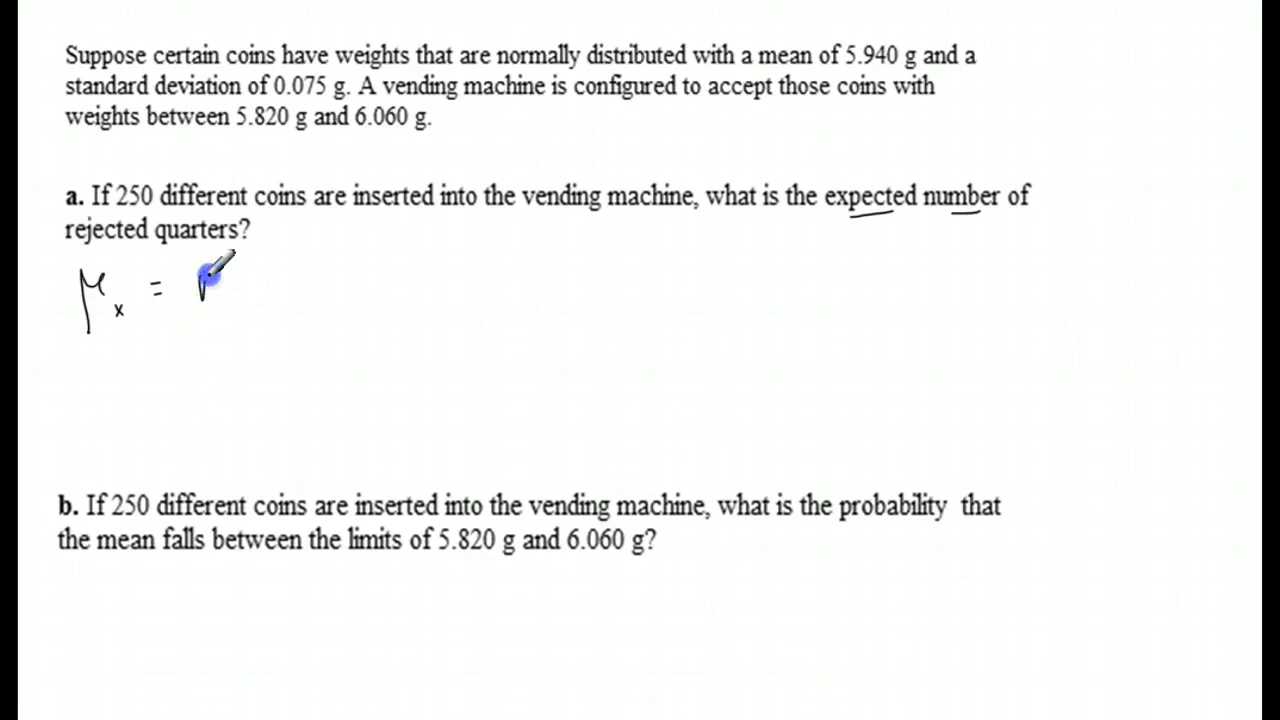 Suppose certain coins have weights that are normally distributed with a mean of 5.940 g and a
standard deviation of 0.075 g. A vending machine is configured to accept those coins with
weights between 5.820 g and 6.060 g.
a. If 250 different coins are inserted into the vending machine, what is the expected number of
rejected quarters?
μx =
b. If 250 different coins are inserted into the vending machine, what is the probability that
the mean falls between the limits of 5.820 g and 6.060 g?